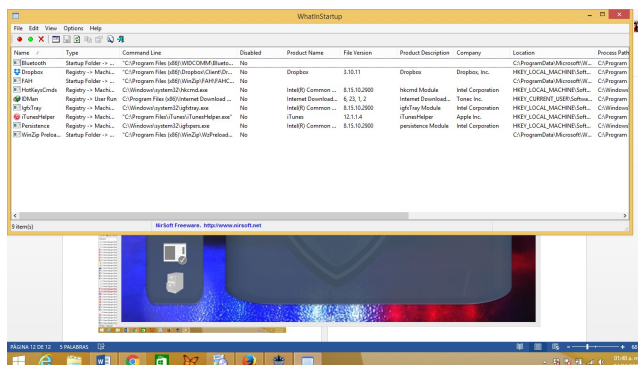 WhatInStartup
File Edit View Options Help
Name / Type Command Line Disabled Product Name File Version Product Description Company Location Process Path
Bluetooth Startup Folder -> ... "C:\Program Files (x86)\WIDCOMM\Blueto... No C:\ProgramData\Microsoft\W... C:\Program
Dropbox Registry -> Machi... "C:\Program Files (x86)\Dropbox\Client\Dr... No Dropbox 3.10.11 Dropbox Dropbox, Inc. HKEY_LOCAL_MACHINE\Soft... C:\Program
FAH Startup Folder -> ... "C:\Program Files (x86)\WinZip\FAH\FAHC... No C:\ProgramData\Microsoft\W... C:\Program
HotKeysCmds Registry -> Machi... C:\Windows\system32\hkcmd.exe No Intel(R) Common ... 8.15.10.2900 hkcmd Module Intel Corporation HKEY_LOCAL_MACHINE\Soft... C:\Windows
IDMan Registry -> User Run C:\Program Files (x86)\Internet Download ... No Internet Download... 6, 23, 1, 2 Internet Download... Tonec Inc. HKEY_CURRENT_USER\Softwa... C:\Program
IgfxTray Registry -> Machi... C:\Windows\system32\igfxtray.exe No Intel(R) Common ... 8.15.10.2900 igfxTray Module Intel Corporation HKEY_LOCAL_MACHINE\Soft... C:\Windows
iTunesHelper Registry -> Machi... "C:\Program Files\iTunes\iTunesHelper.exe" No iTunes 12.1.1.4 iTunesHelper Apple Inc. HKEY_LOCAL_MACHINE\Soft... C:\Program
Persistence Registry -> Machi... C:\Windows\system32\igfxpers.exe No Intel(R) Common ... 8.15.10.2900 persistence Module Intel Corporation HKEY_LOCAL_MACHINE\Soft... C:\Windows
WinZip Preloa... Startup Folder -> ... "C:\Program Files (x86)\WinZip\WzPreload... No C:\ProgramData\Microsoft\W... C:\Program
9 item(s) NirSoft Freeware. http://www.nirsoft.net
PÁGINA 12 DE 12 5 PALABRAS